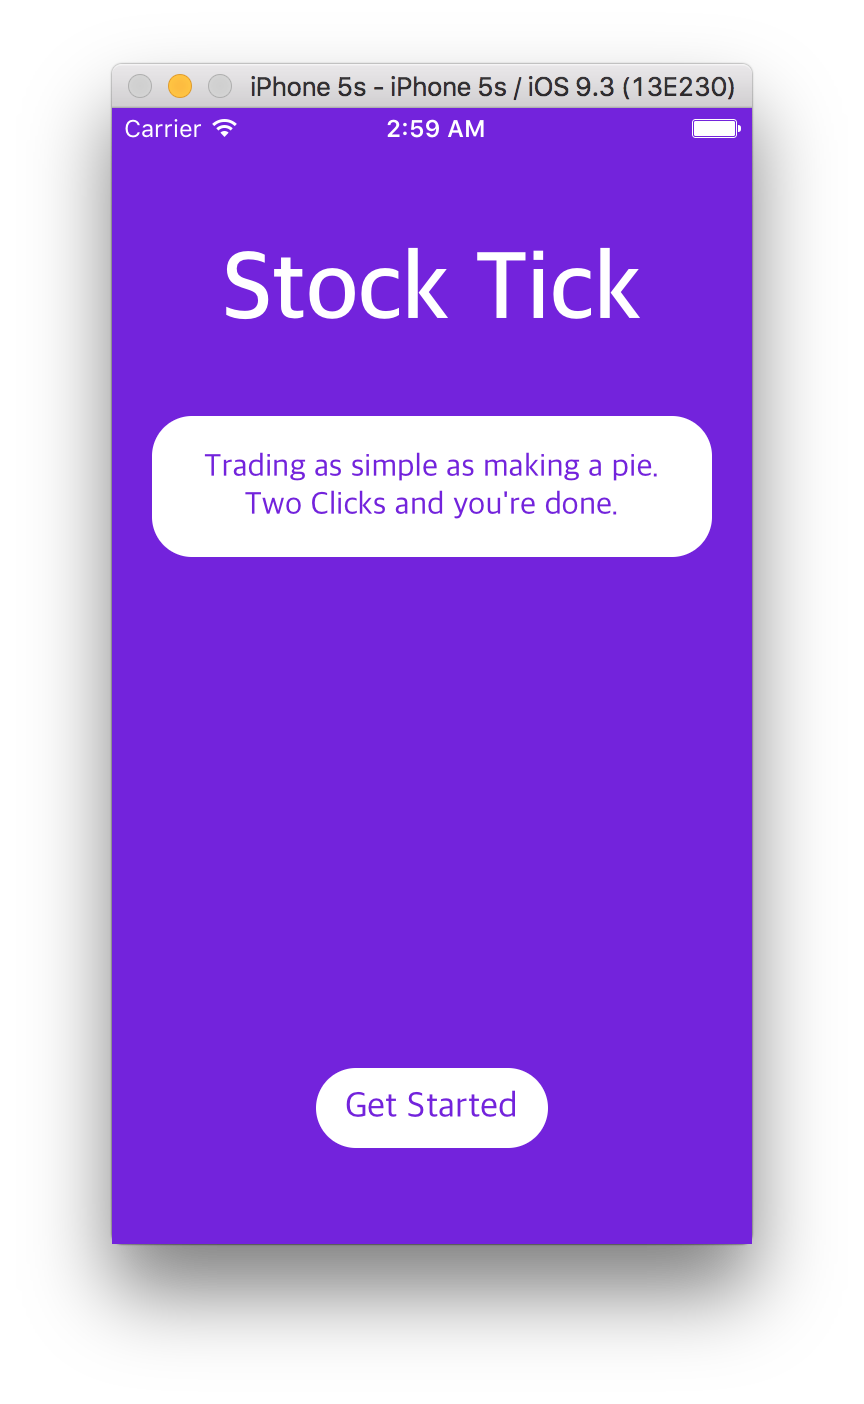 iPhone 5s - iPhone 5s / iOS 9.3 (13E230)
Carrier 2:59 AM
Stock Tick
Trading as simple as making a pie.
Two Clicks and you're done.
Get Started